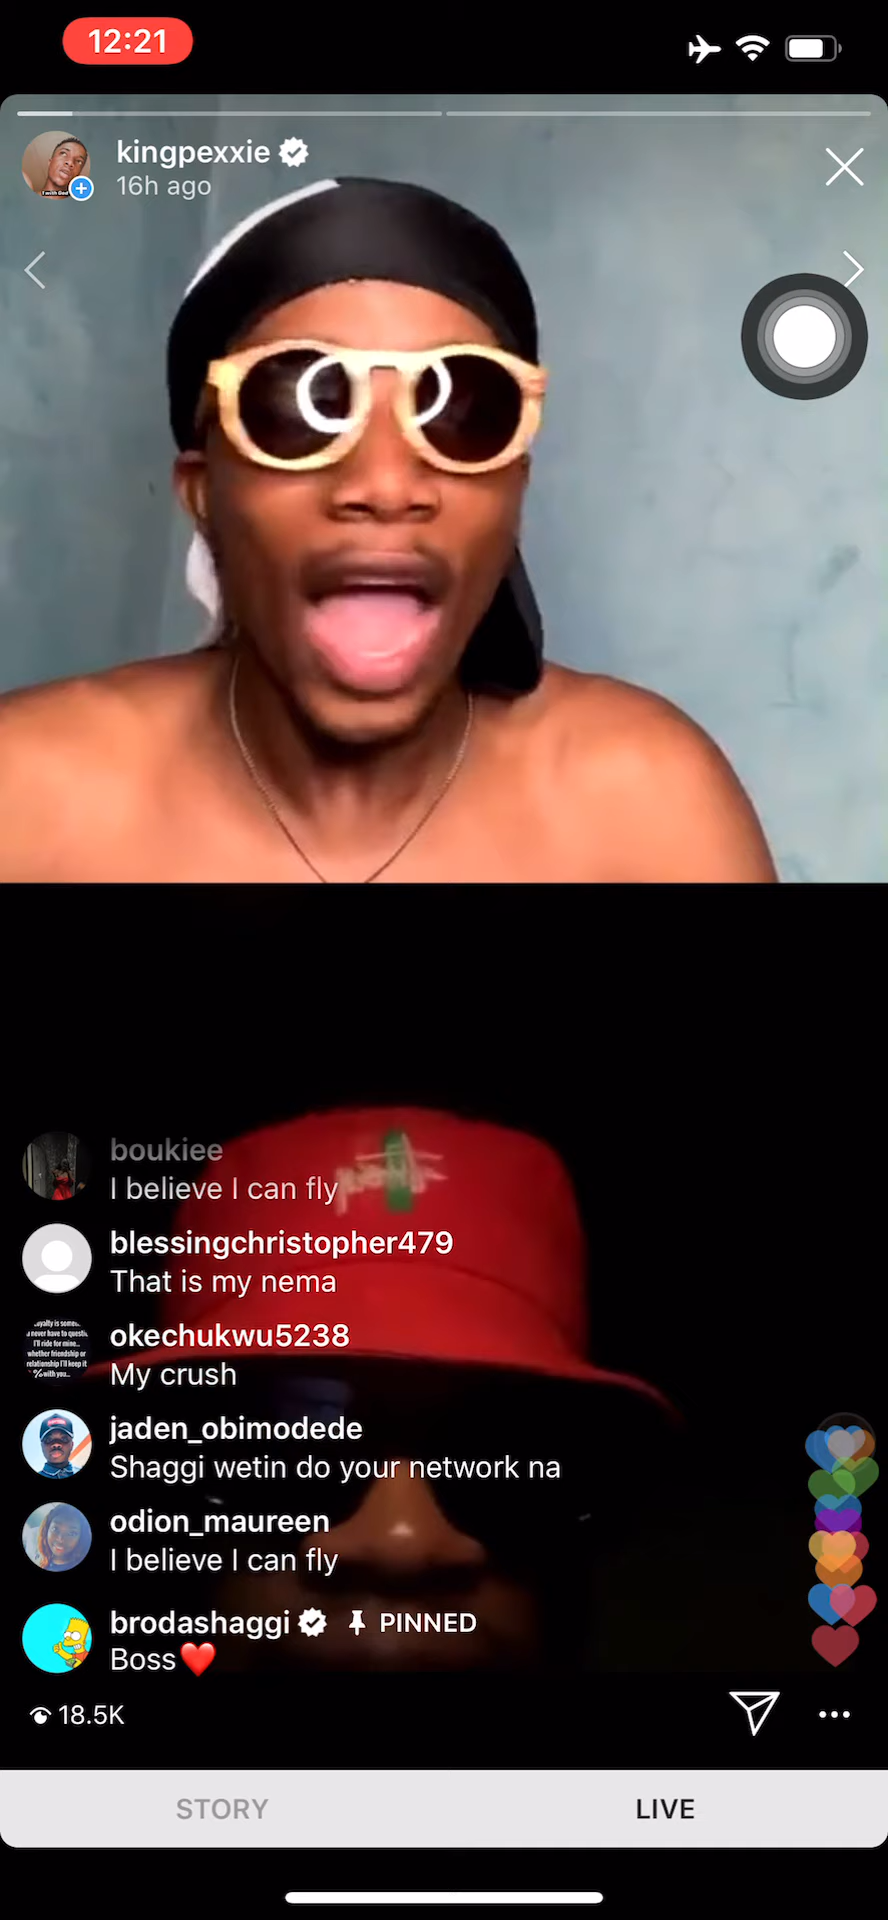 12:21
kingpexxie
16h ago
boukiee
I believe I can fly
blessingchristopher479
That is my nema
okechukwu5238
My crush
jaden_obimodede
Shaggi wetin do your network na
odion_maureen
I believe I can fly
brodashaggi PINNED
Boss❤️
18.5K
STORY
LIVE